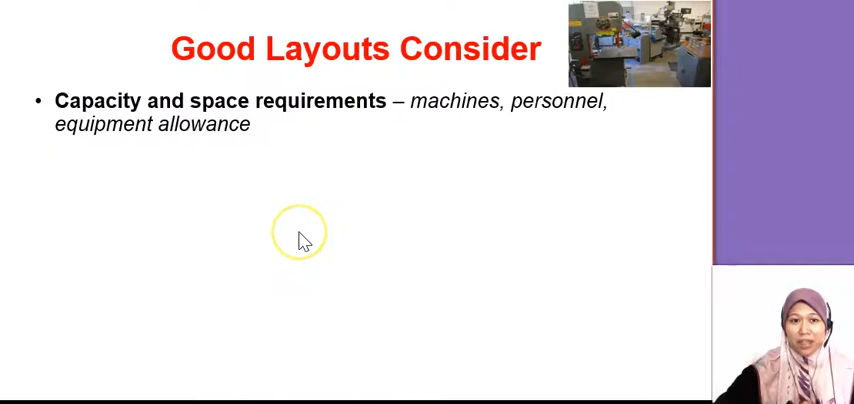 Good Layouts Consider
• Capacity and space requirements – machines, personnel,
equipment allowance